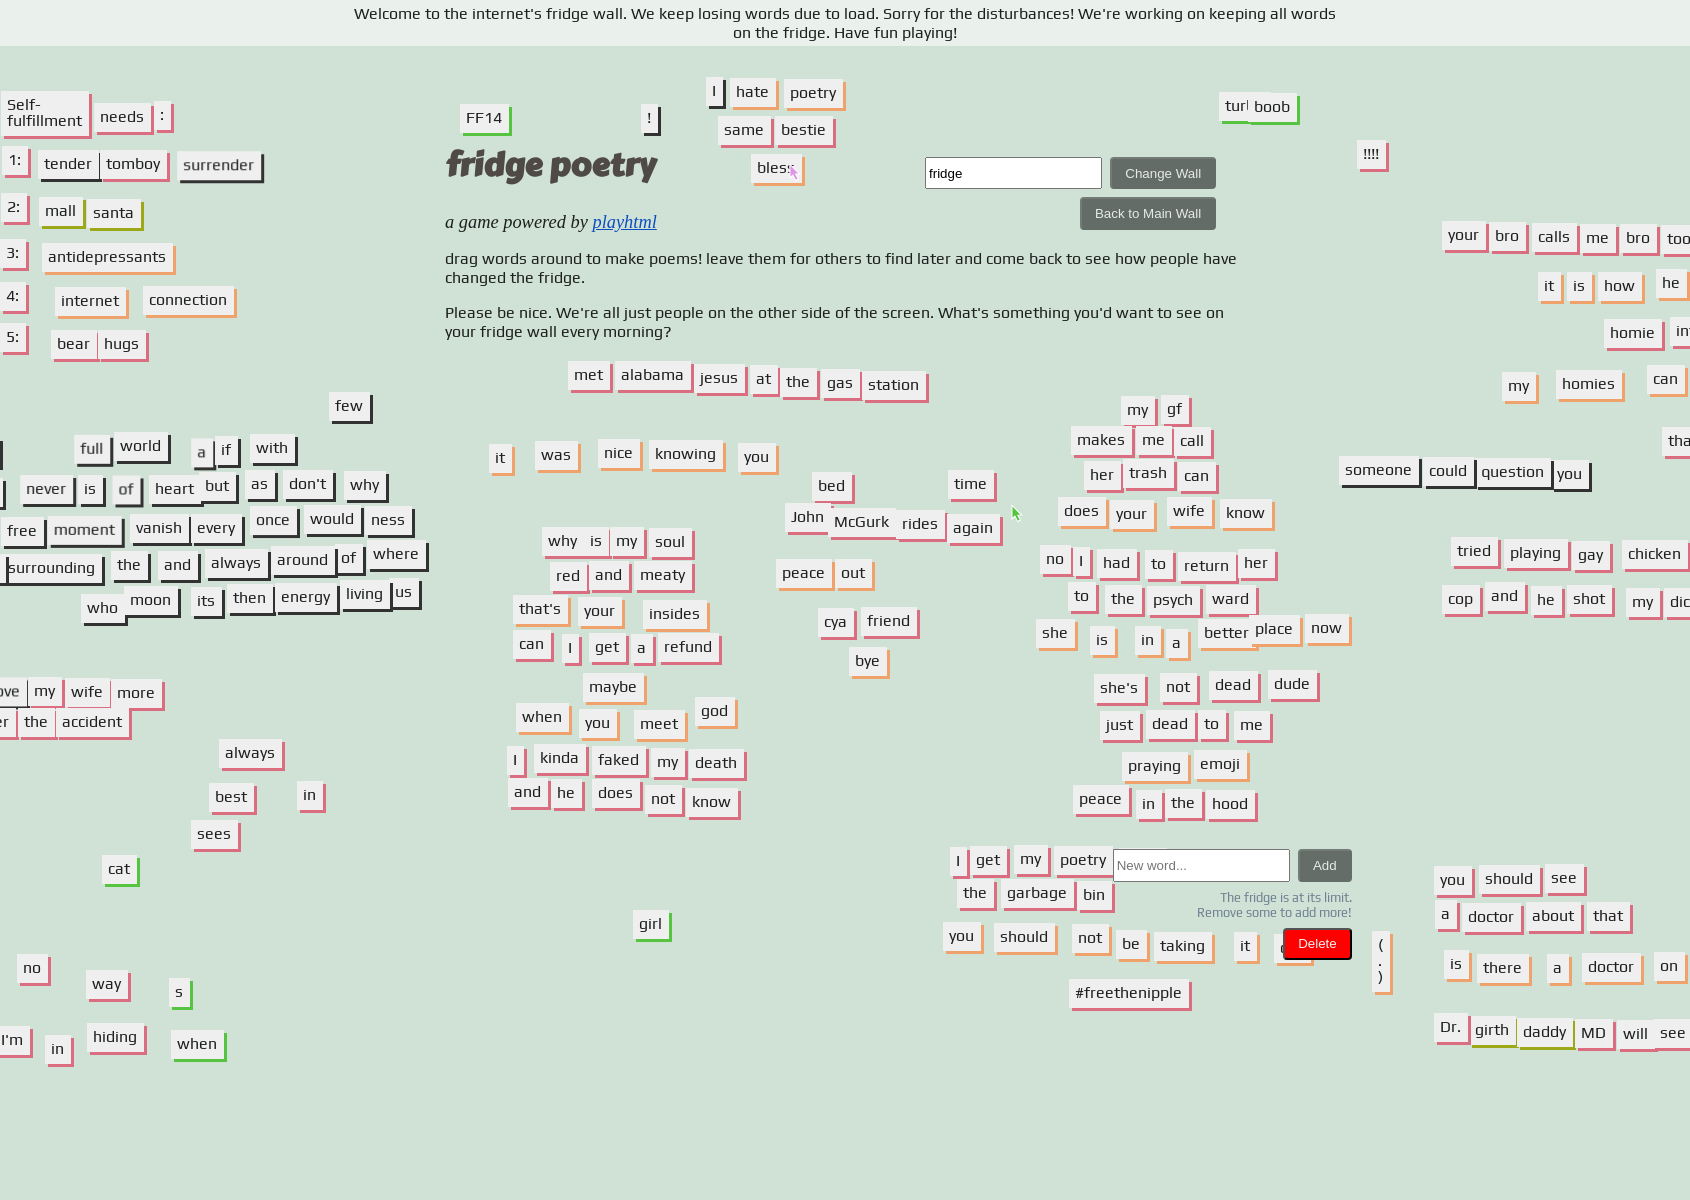 Welcome to the internet's fridge wall. We keep losing words due to load. Sorry for the disturbances! We're working on keeping all words
on the fridge. Have fun playing!
I hate poetry
same bestie
FF14
!
boob
!!!!
fridge poetry
fridge
Change Wall
Back to Main Wall
a game powered by playhtml
drag words around to make poems! leave them for others to find later and come back to see how people have
changed the fridge.
Please be nice. We're all just people on the other side of the screen. What's something you'd want to see on
your fridge wall every morning?
Self-
fulfillment needs :
1: tender tomboy surrender
2: mall santa
3: antidepressants
4: internet connection
5: bear hugs
few
full world a if with
never is of heart but as don't why
free moment vanish every once would ness
surrounding the and always around of where
who moon its then energy living us
my wife more
the accident
always
best in
sees
cat
no
way s
I'm in hiding when
met alabama jesus at the gas station
it was nice knowing you
bed time
John McGurk rides again
why is my soul
red and meaty
that's your insides
can I get a refund
maybe
when you meet god
I kinda faked my death
and he does not know
peace out
cya friend
bye
girl
my gf
makes me call
her trash can
does your wife know
no I had to return her
to the psych ward
she is in a better place now
she's not dead dude
just dead to me
praying emoji
peace in the hood
I get my poetry
the garbage bin
you should not be taking it
#freethenipple
New word...
Add
The fridge is at its limit.
Remove some to add more!
Delete
(
.
)
your bro calls me bro
it is how he
homie
my homies can
someone could question you
tried playing gay chicken
cop and he shot my
you should see
a doctor about that
is there a doctor on
Dr. girth daddy MD will see